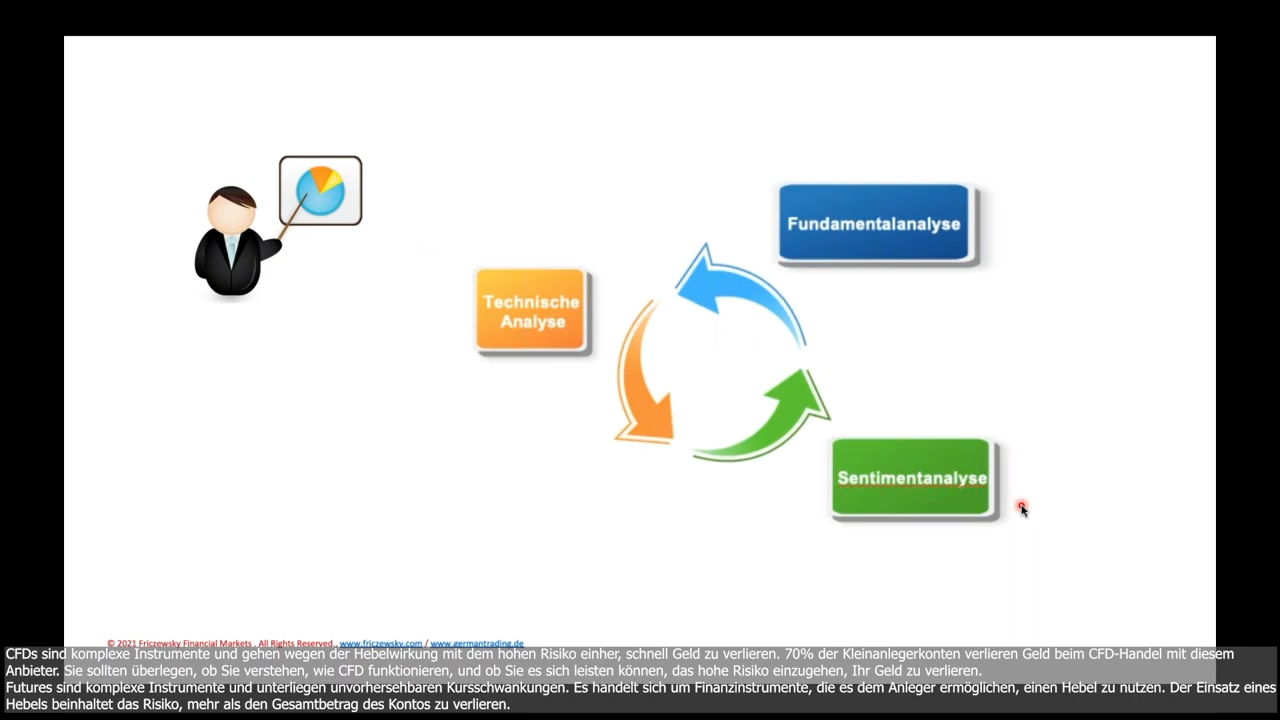 Fundamentalanalyse
Technische
Analyse
Sentimentanalyse
© 2021 Friczewsky Financial Markets . All Rights Reserved . www.friczewsky.com / www.germantrading.de
CFDs sind komplexe Instrumente und gehen wegen der Hebelwirkung mit dem hohen Risiko einher, schnell Geld zu verlieren. 70% der Kleinanlegerkonten verlieren Geld beim CFD-Handel mit diesem
Anbieter. Sie sollten überlegen, ob Sie verstehen, wie CFD funktionieren, und ob Sie es sich leisten können, das hohe Risiko einzugehen, Ihr Geld zu verlieren.
Futures sind komplexe Instrumente und unterliegen unvorhersehbaren Kursschwankungen. Es handelt sich um Finanzinstrumente, die es dem Anleger ermöglichen, einen Hebel zu nutzen. Der Einsatz eines
Hebels beinhaltet das Risiko, mehr als den Gesamtbetrag des Kontos zu verlieren.